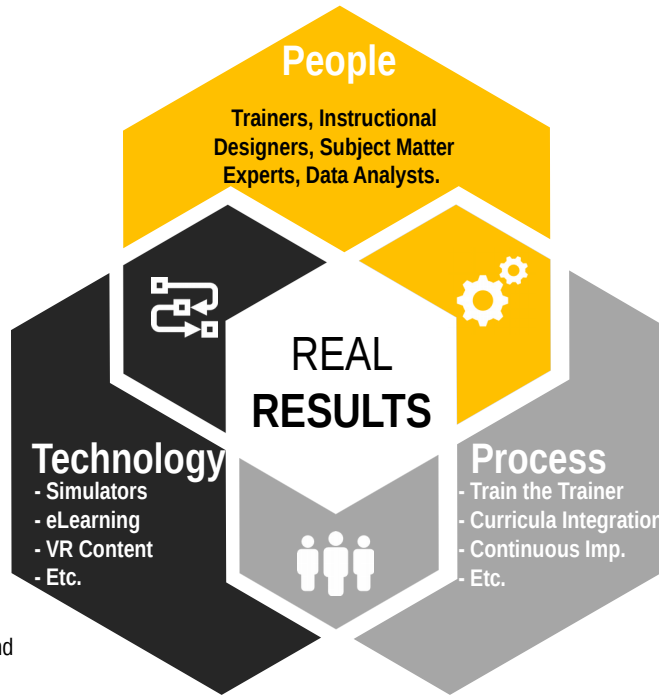 People
Trainers, Instructional
Designers, Subject Matter
Experts, Data Analysts.
REAL
RESULTS
Technology
- Simulators
- eLearning
- VR Content
- Etc.
Process
- Train the Trainer
- Curricula Integration
- Continuous Imp.
- Etc.